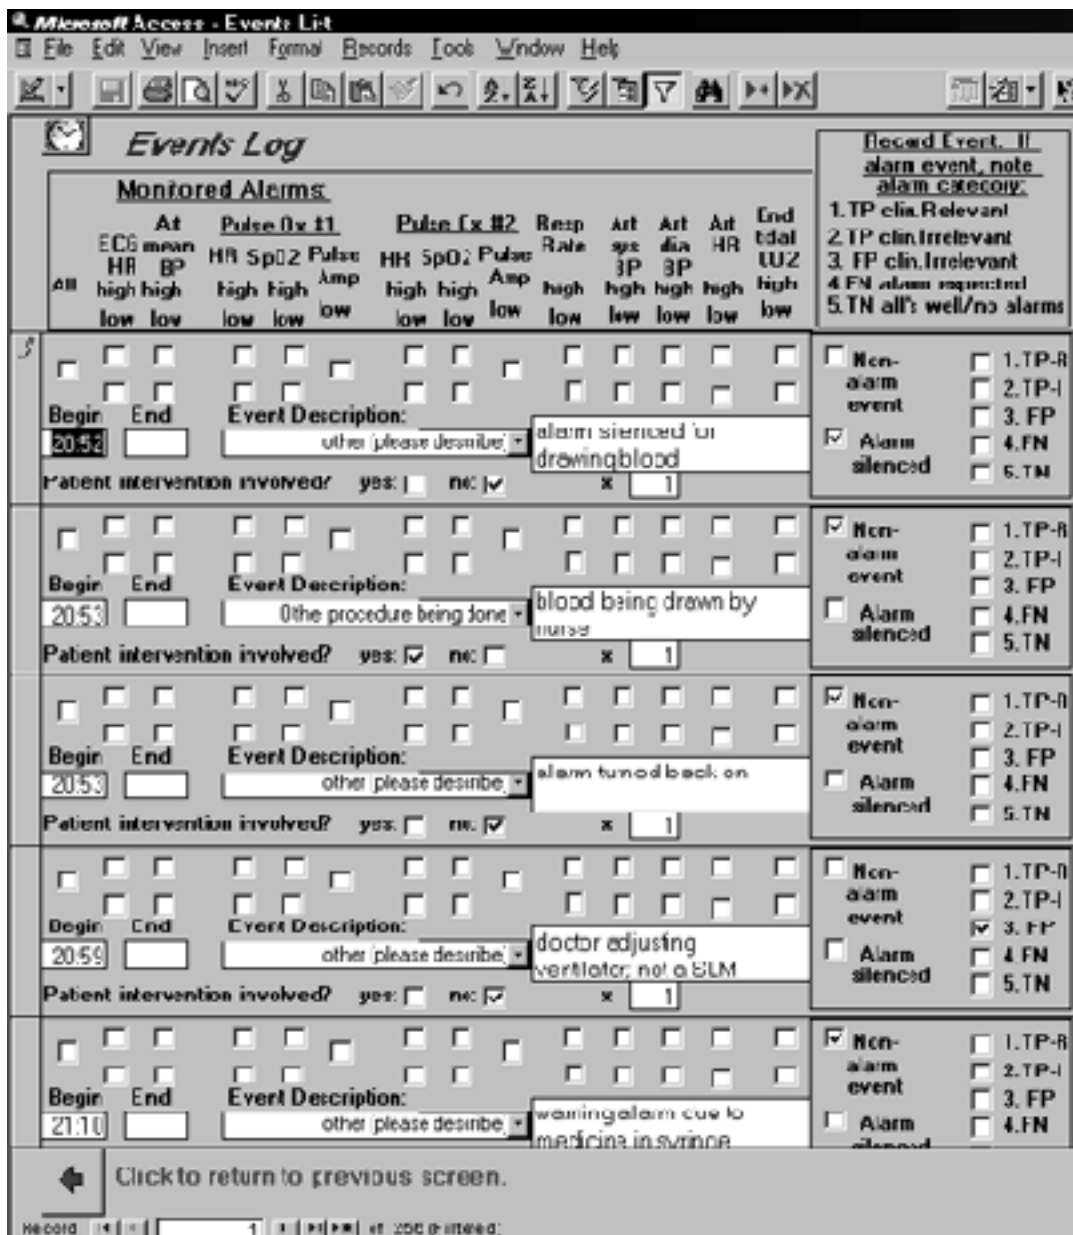 Microsoft Access - Events List
File Edit View Insert Format Records Tools Window Help
Events Log
Record Event. If
alarm event, note
alarm category:
1.TP clin.Relevant
2.TP clin.Irrelevant
3. FP clin.Irrelevant
4.FN alarm expected
5.TN all's well/no alarms
Monitored Alarms:
All
ECG HR high low
Art mean BP high low
Pulse Ox #1
HR high low
SpO2 high low
Pulse Amp low
Pulse Ox #2
HR high low
SpO2 high low
Pulse Amp low
Resp Rate high low
Art sys BP high low
Art dia BP high low
Art HR high low
End tidal CO2 high low
Begin End Event Description:
20:52 other (please describe) alarm silenced for
drawing blood
Patient intervention involved? yes: no: x 1
Non-alarm event
Alarm silenced
1.TP-R
2.TP-I
3. FP
4.FN
5.TN
Begin End Event Description:
20:53 Othe procedure being done blood being drawn by
nurse
Patient intervention involved? yes: no: x 1
Non-alarm event
Alarm silenced
1.TP-R
2.TP-I
3. FP
4.FN
5.TN
Begin End Event Description:
20:53 other (please describe) alarm turned back on
Patient intervention involved? yes: no: x 1
Non-alarm event
Alarm silenced
1.TP-R
2.TP-I
3. FP
4.FN
5.TN
Begin End Event Description:
20:59 other (please describe) doctor adjusting
ventilator; not a SLM
Patient intervention involved? yes: no: x 1
Non-alarm event
Alarm silenced
1.TP-R
2.TP-I
3. FP
4.FN
5.TN
Begin End Event Description:
21:10 other (please describe) warning alarm due to
medicine in syringe
Non-alarm event
Alarm silenced
1.TP-R
2.TP-I
3. FP
4.FN
Click to return to previous screen.
Record 1 of 256 (Filtered)